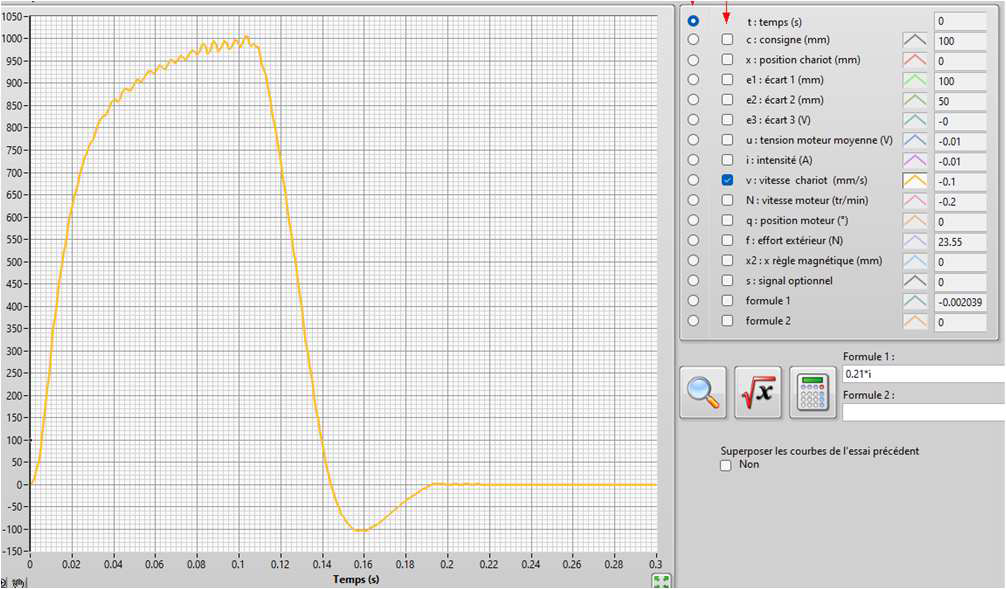 1050
1000
950
900
850
800
750
700
650
600
550
500
450
400
350
300
250
200
150
100
50
0
-50
-100
-150
0 0.02 0.04 0.06 0.08 0.1 0.12 0.14 0.16 0.18 0.2 0.22 0.24 0.26 0.28 0.3
Temps (s)
t : temps (s) 0
c : consigne (mm) 100
x : position chariot (mm) 0
e1 : écart 1 (mm) 100
e2 : écart 2 (mm) 50
e3 : écart 3 (V) -0
u : tension moteur moyenne (V) -0.01
i : intensité (A) -0.01
v : vitesse chariot (mm/s) -0.1
N : vitesse moteur (tr/min) -0.2
q : position moteur (°) 0
f : effort extérieur (N) 23.55
x2 : x règle magnétique (mm) 0
s : signal optionnel 0
formule 1 -0.002039
formule 2 0
Formule 1 :
0.21*i
Formule 2 :
√x
Superposer les courbes de l'essai précédent
Non